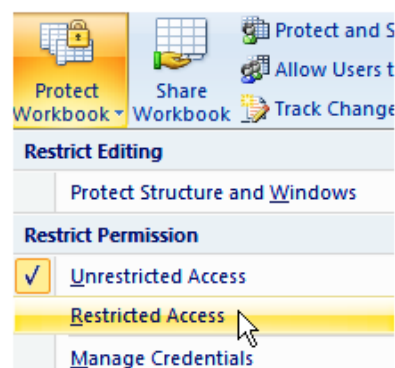 Protect Workbook
Share Workbook
Protect and S
Allow Users t
Track Change
Restrict Editing
Protect Structure and Windows
Restrict Permission
Unrestricted Access
Restricted Access
Manage Credentials